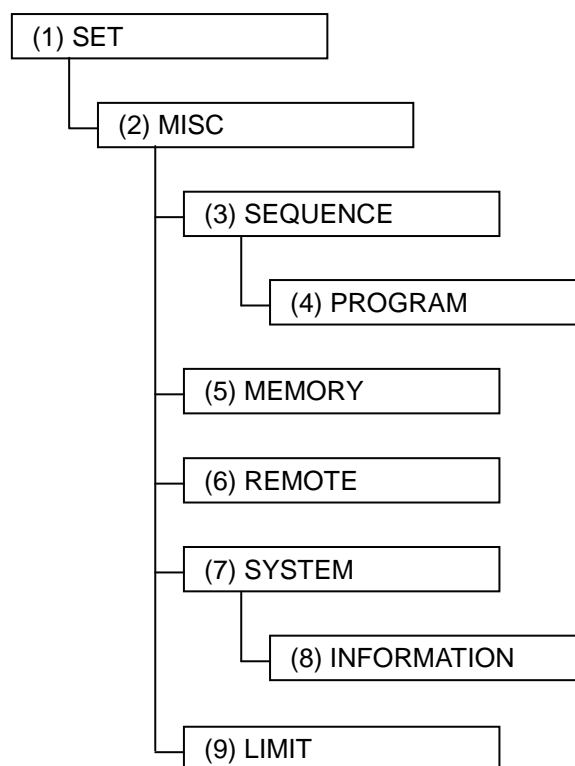 (1) SET
(2) MISC
(3) SEQUENCE
(4) PROGRAM
(5) MEMORY
(6) REMOTE
(7) SYSTEM
(8) INFORMATION
(9) LIMIT